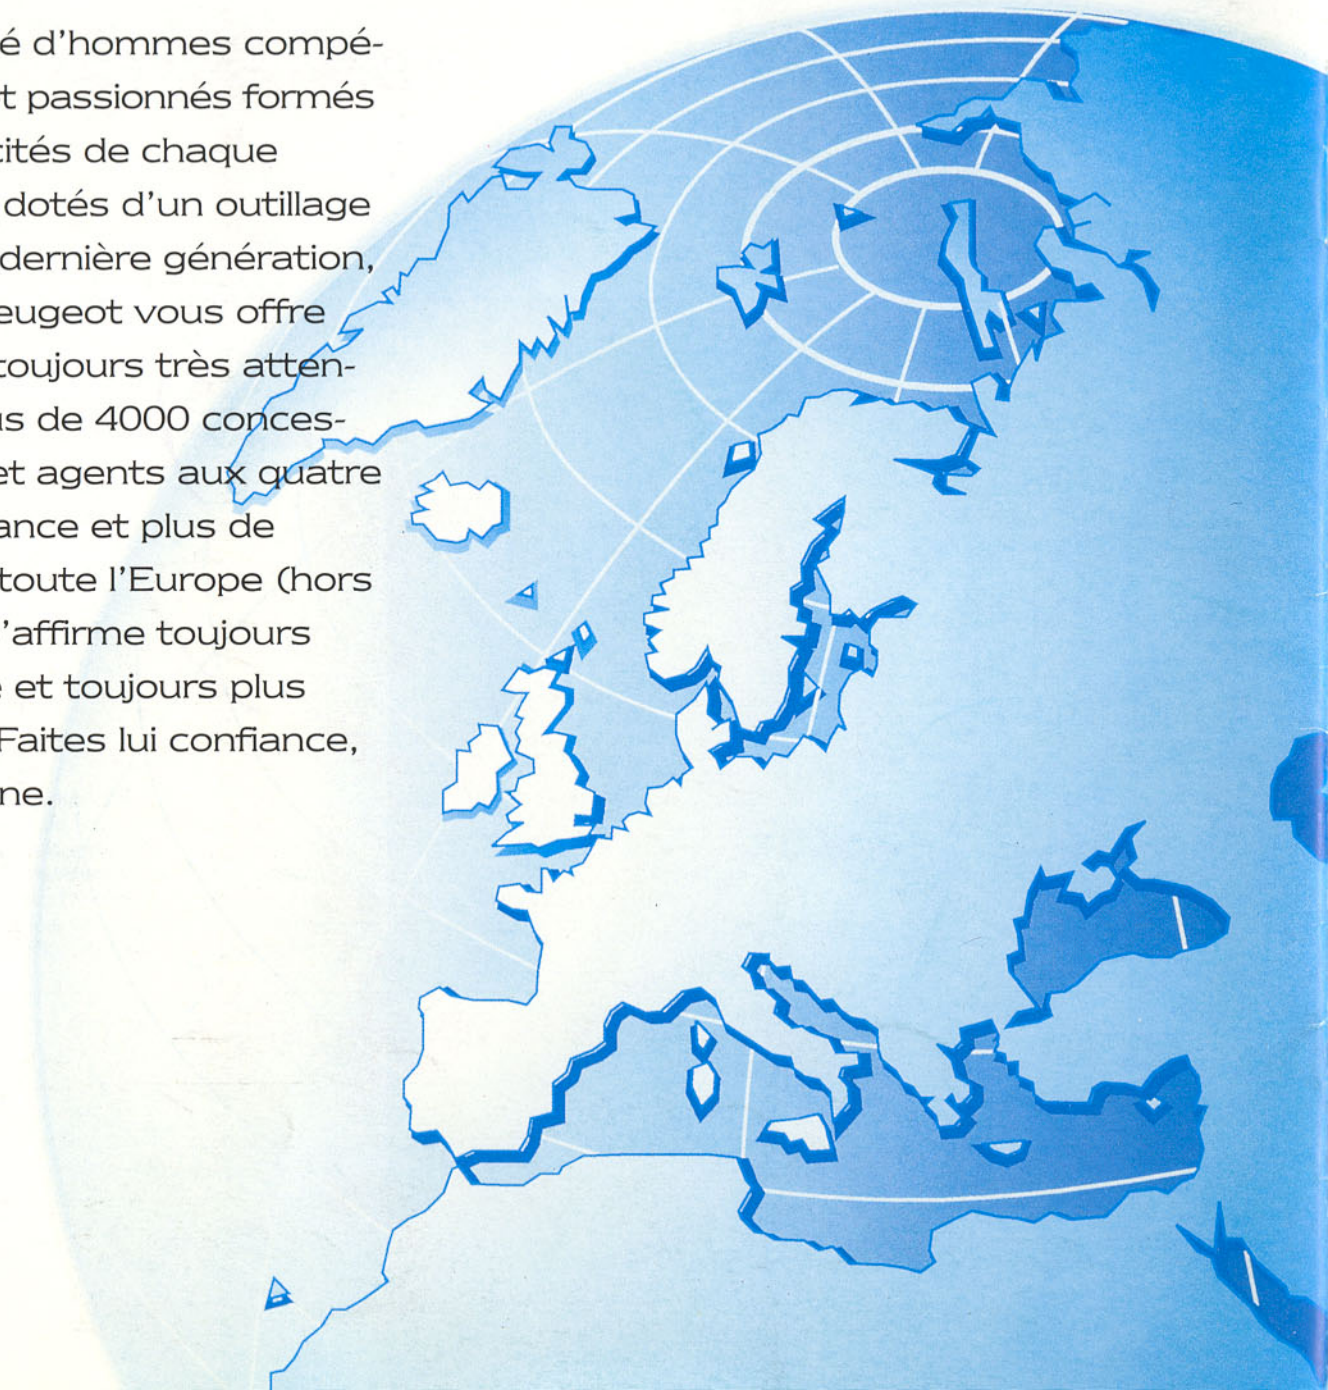 é d'hommes compé-
t passionnés formés
cités de chaque
dotés d'un outillage
dernière génération,
eugeot vous offre
toujours très atten-
us de 4000 conces-
et agents aux quatre
ance et plus de
toute l'Europe (hors
'affirme toujours
e et toujours plus
Faites lui confiance,
ne.